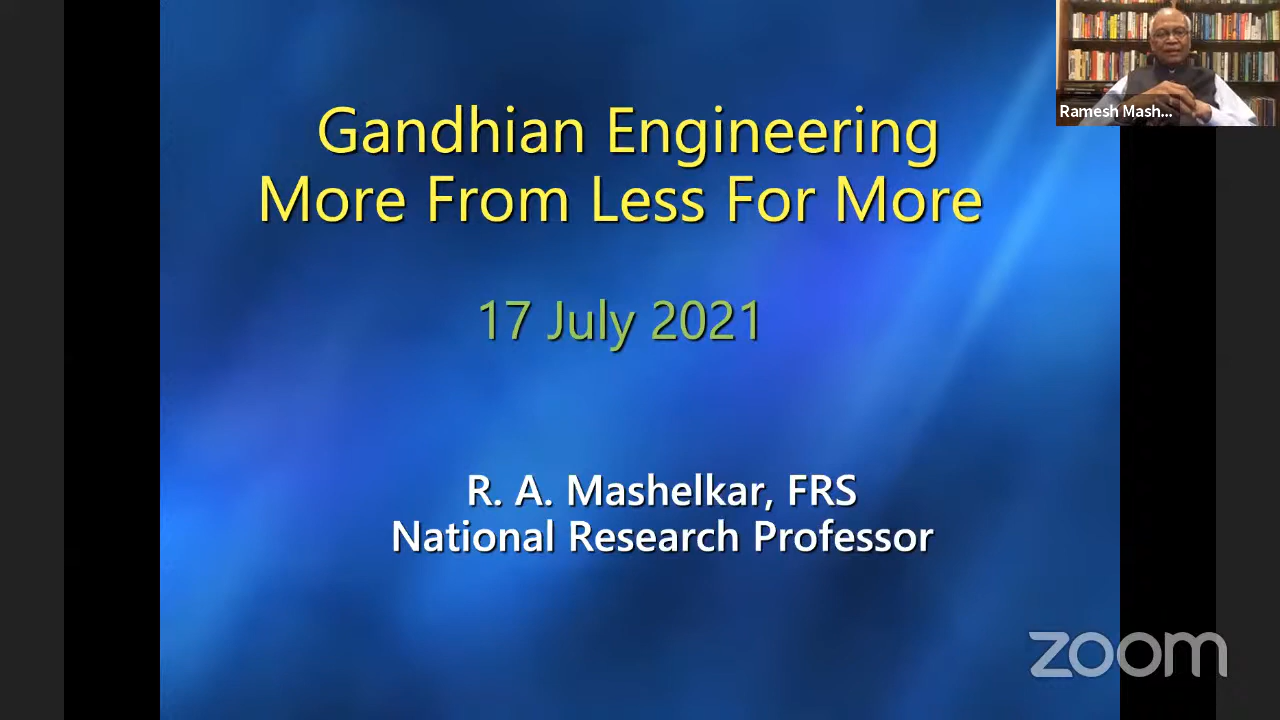 Gandhian Engineering
More From Less For More
17 July 2021
R. A. Mashelkar, FRS
National Research Professor
Ramesh Mash...
zoom